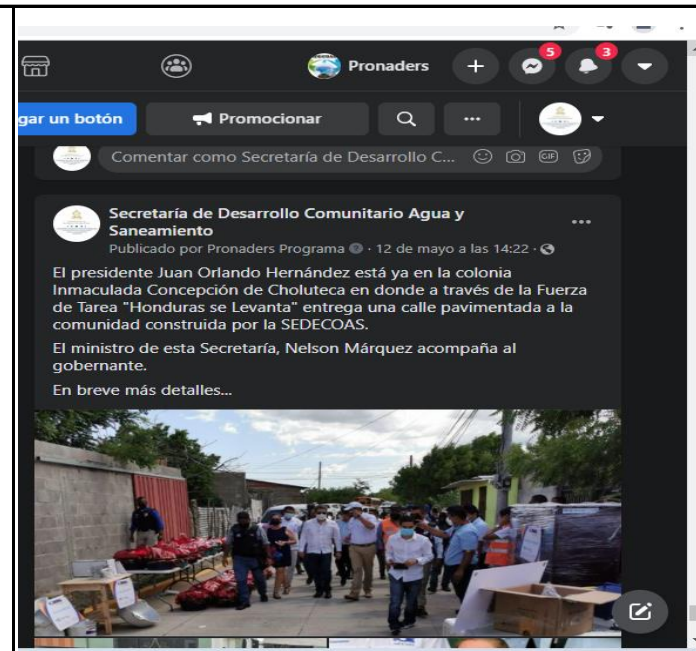 Pronaders
5
3
gar un botón
Promocionar
Comentar como Secretaría de Desarrollo C...
GIF
Secretaría de Desarrollo Comunitario Agua y
Saneamiento
Publicado por Pronaders Programa · 12 de mayo a las 14:22 ·
El presidente Juan Orlando Hernández está ya en la colonia
Inmaculada Concepción de Choluteca en donde a través de la Fuerza
de Tarea "Honduras se Levanta" entrega una calle pavimentada a la
comunidad construida por la SEDECOAS.
El ministro de esta Secretaría, Nelson Márquez acompaña al
gobernante.
En breve más detalles...